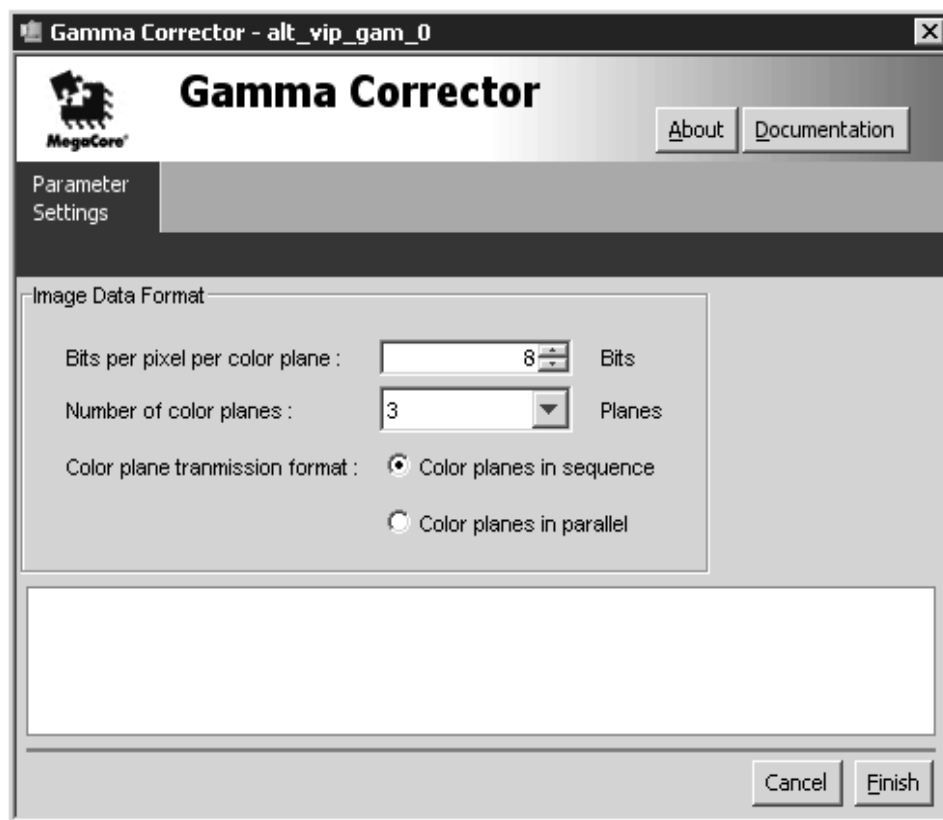 Gamma Corrector - alt_vip_gam_0
Gamma Corrector
MegaCore®
About
Documentation
Parameter
Settings
Image Data Format
Bits per pixel per color plane : 8 Bits
Number of color planes : 3 Planes
Color plane tranmission format : Color planes in sequence
Color planes in parallel
Cancel
Finish